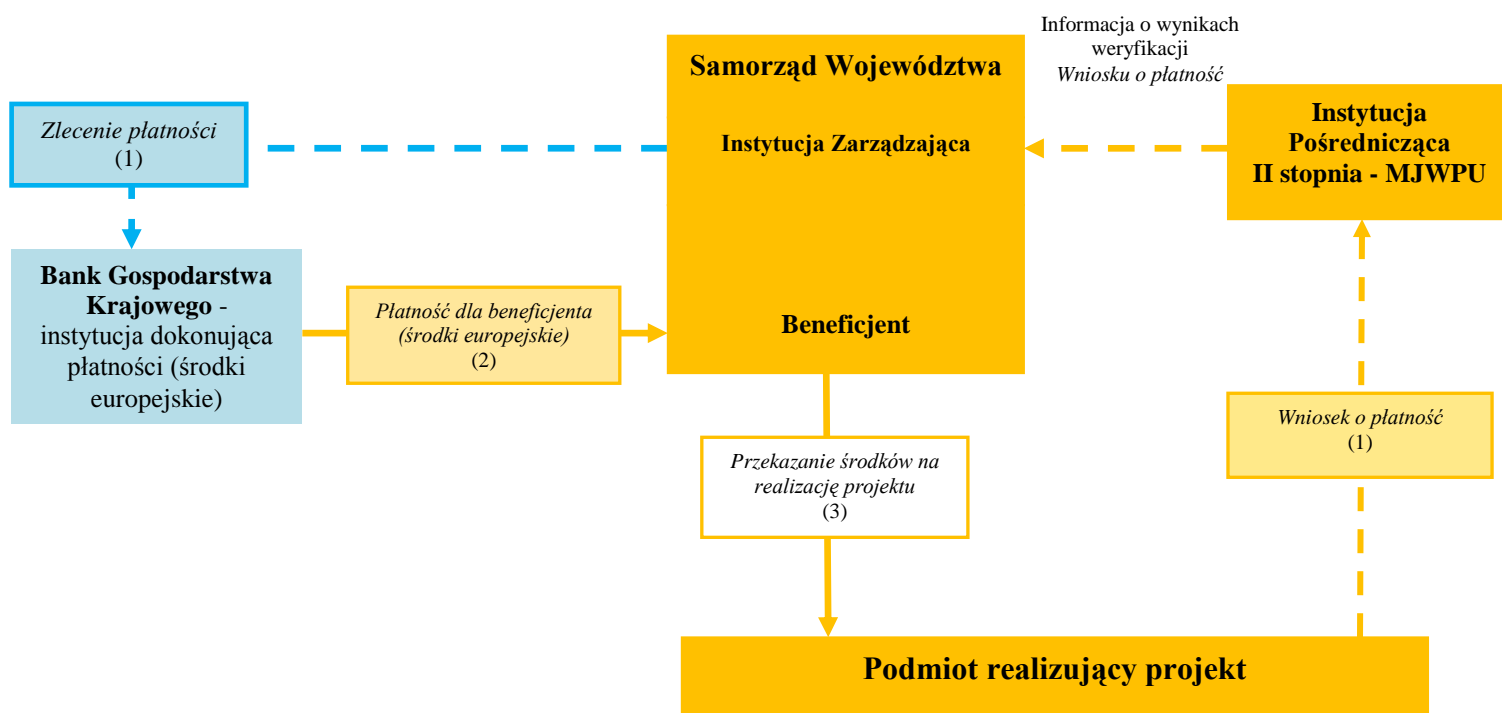 Informacja o wynikach
weryfikacji
Wniosku o płatność
Samorząd Województwa
Instytucja Zarządzająca
Beneficjent
Instytucja
Pośrednicząca
II stopnia - MJWPU
Zlecenie płatności
(1)
Bank Gospodarstwa
Krajowego -
instytucja dokonująca
płatności (środki
europejskie)
Płatność dla beneficjenta
(środki europejskie)
(2)
Wniosek o płatność
(1)
Przekazanie środków na
realizację projektu
(3)
Podmiot realizujący projekt